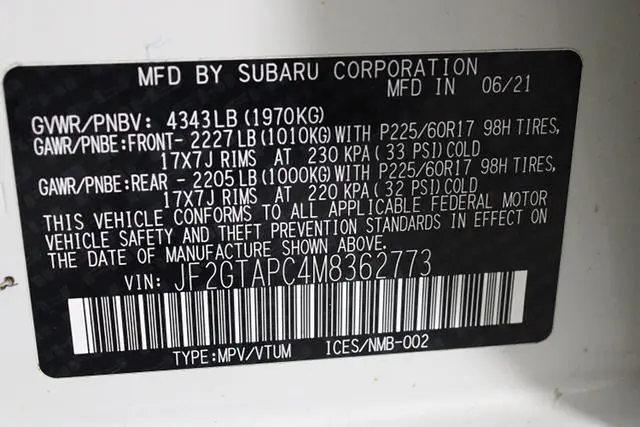 MFD BY SUBARU CORPORATION
MFD IN 06/21
GVWR/PNBV: 4343LB (1970KG)
GAWR/PNBE:FRONT- 2227LB (1010KG) WITH P225/60R17 98H TIRES,
17X7J RIMS AT 230 KPA( 33 PSI) COLD
GAWR/PNBE:REAR - 2205LB (1000KG) WITH P225/60R17 98H TIRES,
17X7J RIMS AT 220 KPA( 32 PSI) COLD
THIS VEHICLE CONFORMS TO ALL APPLICABLE FEDERAL MOTOR
VEHICLE SAFETY AND THEFT PREVENTION STANDARDS IN EFFECT ON
THE DATE OF MANUFACTURE SHOWN ABOVE.
VIN: JF2GTAPC4M8362773
TYPE:MPV/VTUM ICES/NMB-002